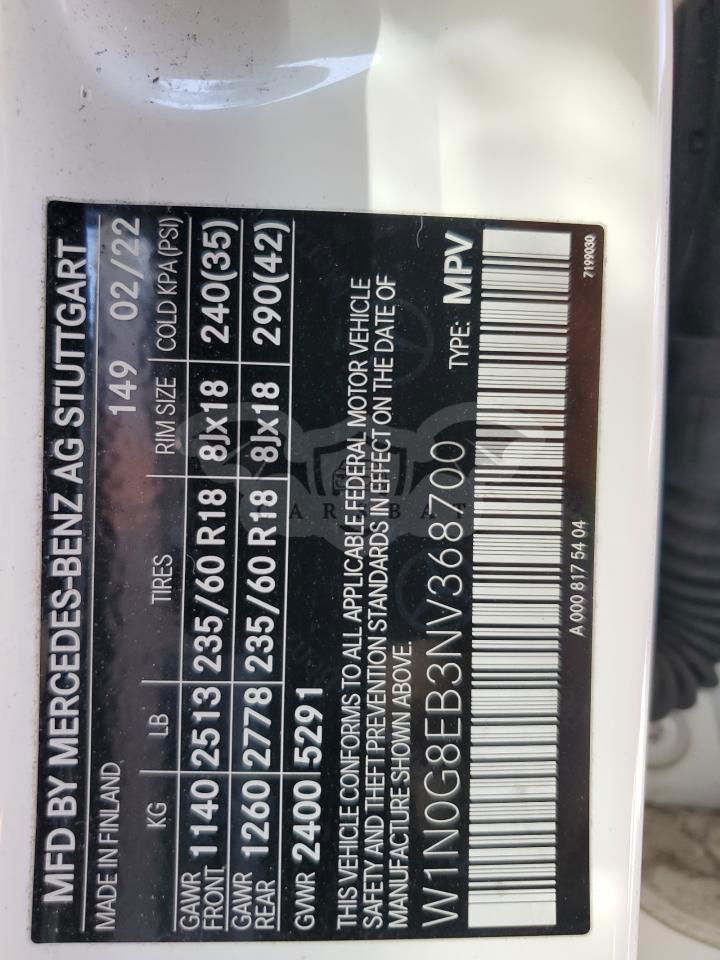 MFD BY MERCEDES-BENZ AG STUTTGART
MADE IN FINLAND 149 02/22
KG LB TIRES RIM SIZE COLD KPA (PSI)
GAWR FRONT 1140 2513 235/60 R18 8Jx18 240(35)
GAWR REAR 1260 2778 235/60 R18 8Jx18 290(42)
GVWR 2400 5291
THIS VEHICLE CONFORMS TO ALL APPLICABLE FEDERAL MOTOR VEHICLE
SAFETY AND THEFT PREVENTION STANDARDS IN EFFECT ON THE DATE OF
MANUFACTURE SHOWN ABOVE.
W1N0G8EB3NV368700 TYPE: MPV
A 000 817 54 04
7199030